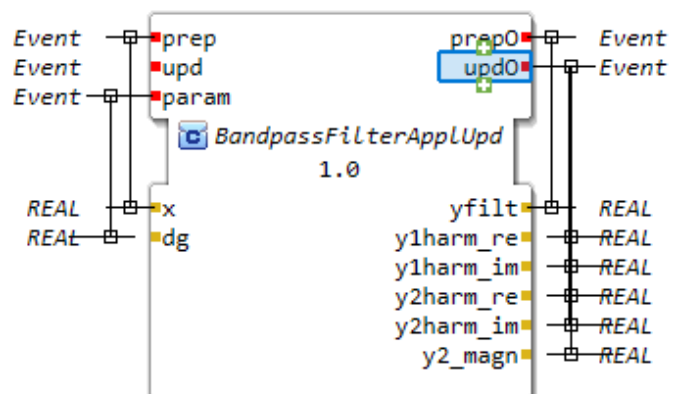 Event prep prepO Event
Event upd updO Event
Event param
C BandpassFilterApplUpd
1.0
REAL x yfilt REAL
REAL dg y1harm_re REAL
y1harm_im REAL
y2harm_re REAL
y2harm_im REAL
y2_magn REAL